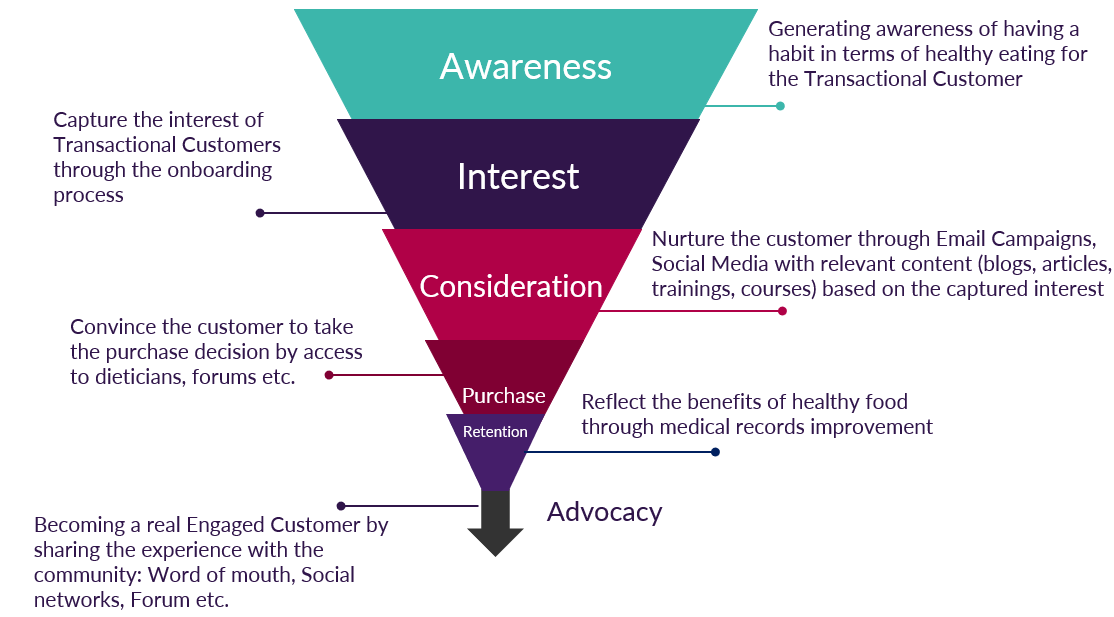 Awareness
Generating awareness of having a
habit in terms of healthy eating for
the Transactional Customer
Capture the interest of
Transactional Customers
through the onboarding
process
Interest
Consideration
Nurture the customer through Email Campaigns,
Social Media with relevant content (blogs, articles,
trainings, courses) based on the captured interest
Convince the customer to take
the purchase decision by access
to dieticians, forums etc.
Purchase
Retention
Reflect the benefits of healthy food
through medical records improvement
Advocacy
Becoming a real Engaged Customer by
sharing the experience with the
community: Word of mouth, Social
networks, Forum etc.